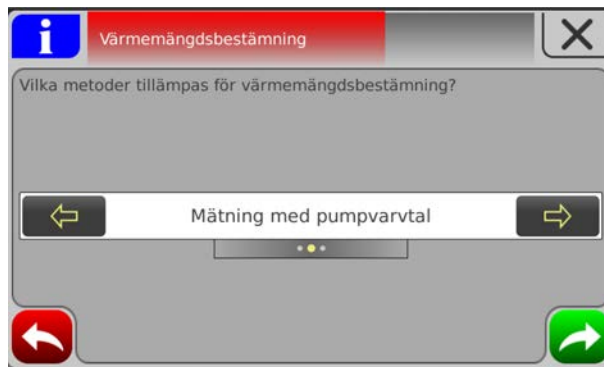 i
Värmemängdsbestämning
Vilka metoder tillämpas för värmemängdsbestämning?
Mätning med pumpvarvtal